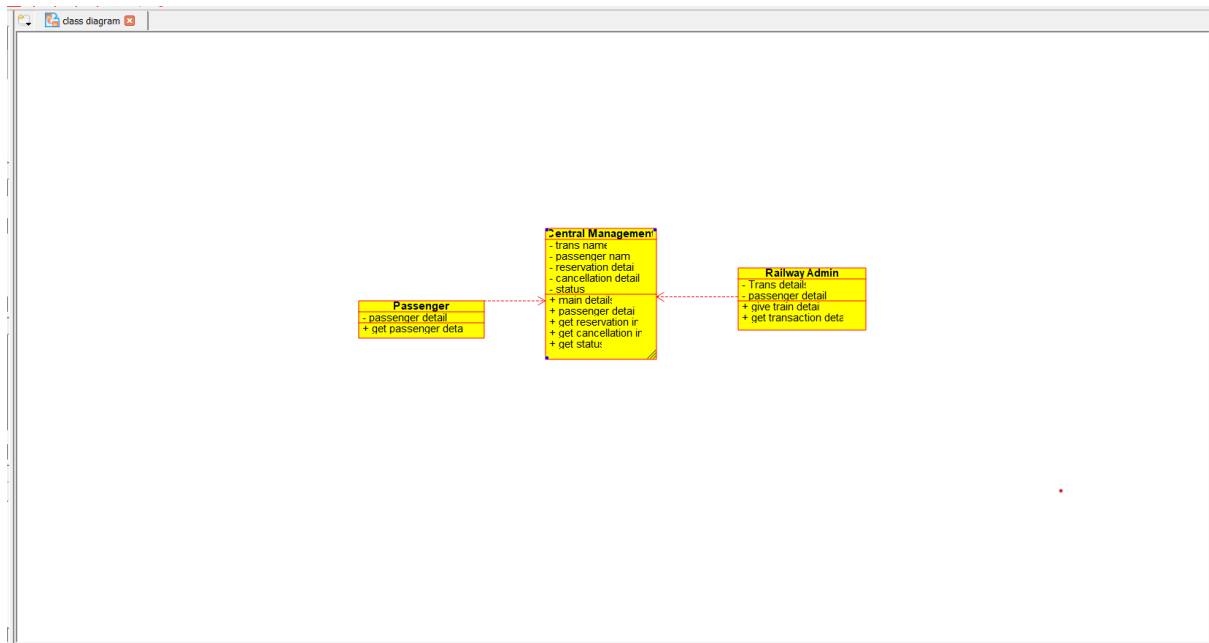 class diagram
Central Management
- trans name
- passenger nam
- reservation detai
- cancellation detail
- status
+ main details
+ passenger detai
+ get reservation in
+ get cancellation in
+ get status
Passenger
- passenger detail
+ get passenger deta
Railway Admin
- Trans details
- passenger detail
+ give train detai
+ get transaction deta